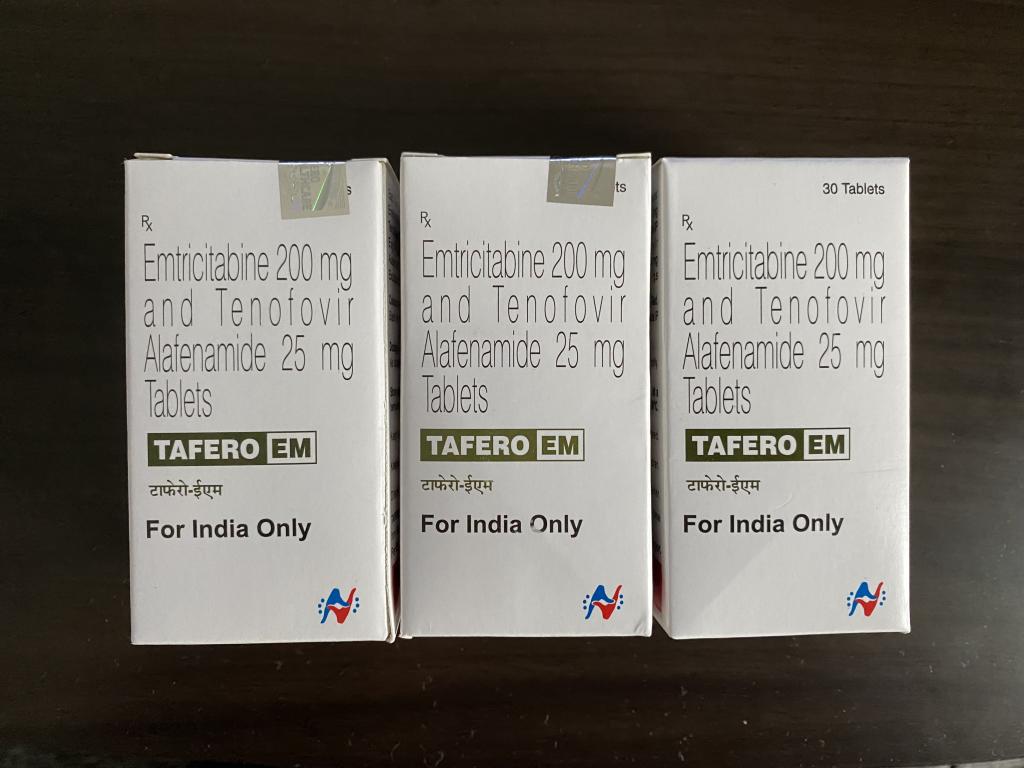 s
Rx
Emtricitabine 200 mg
and Tenofovir
Alafenamide 25 mg
Tablets
TAFERO EM
टाफेरो-ईएम
For India Only
ts
Rx
Emtricitabine 200 mg
and Tenofovir
Alafenamide 25 mg
Tablets
TAFERO EM
टाफेरो-ईएम
For India Only
30 Tablets
Rx
Emtricitabine 200 mg
and Tenofovir
Alafenamide 25 mg
Tablets
TAFERO EM
टाफेरो-ईएम
For India Only